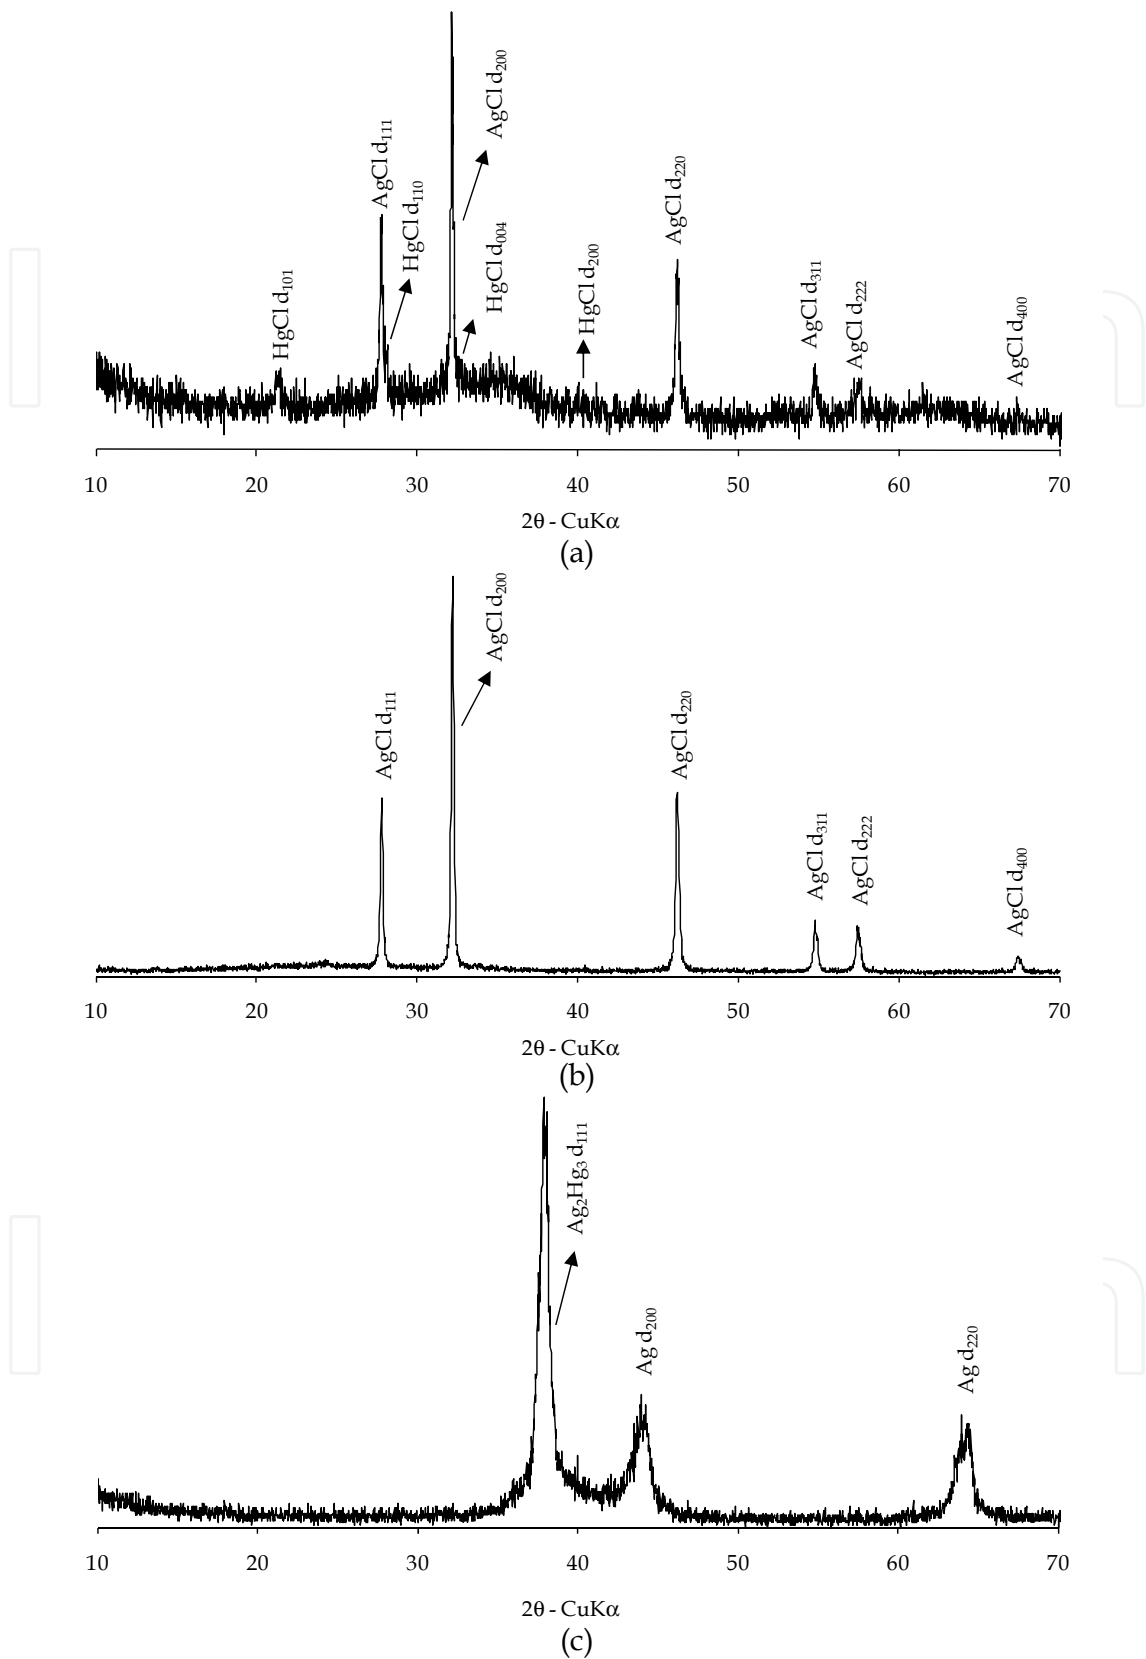 AgCl d200
AgCl d111
HgCl d110
AgCl d220
HgCl d004
HgCl d200
HgCl d101
AgCl d311
AgCl d222
AgCl d400
10 20 30 40 50 60 70
2θ - CuKα
(a)
AgCl d200
AgCl d111
AgCl d220
AgCl d311
AgCl d222
AgCl d400
10 20 30 40 50 60 70
2θ - CuKα
(b)
Ag2Hg3 d111
Ag d200
Ag d220
10 20 30 40 50 60 70
2θ - CuKα
(c)